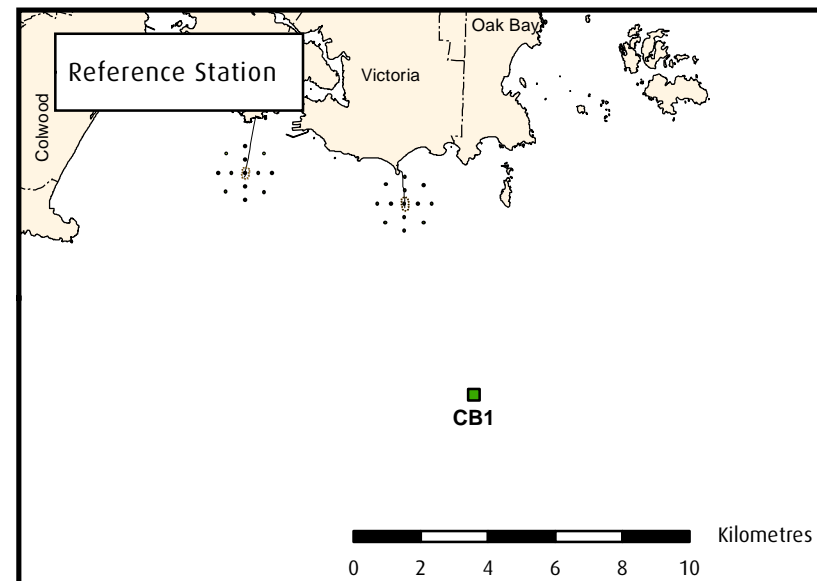 Oak Bay
Reference Station
Victoria
Colwood
CB1
Kilometres
0 2 4 6 8 10